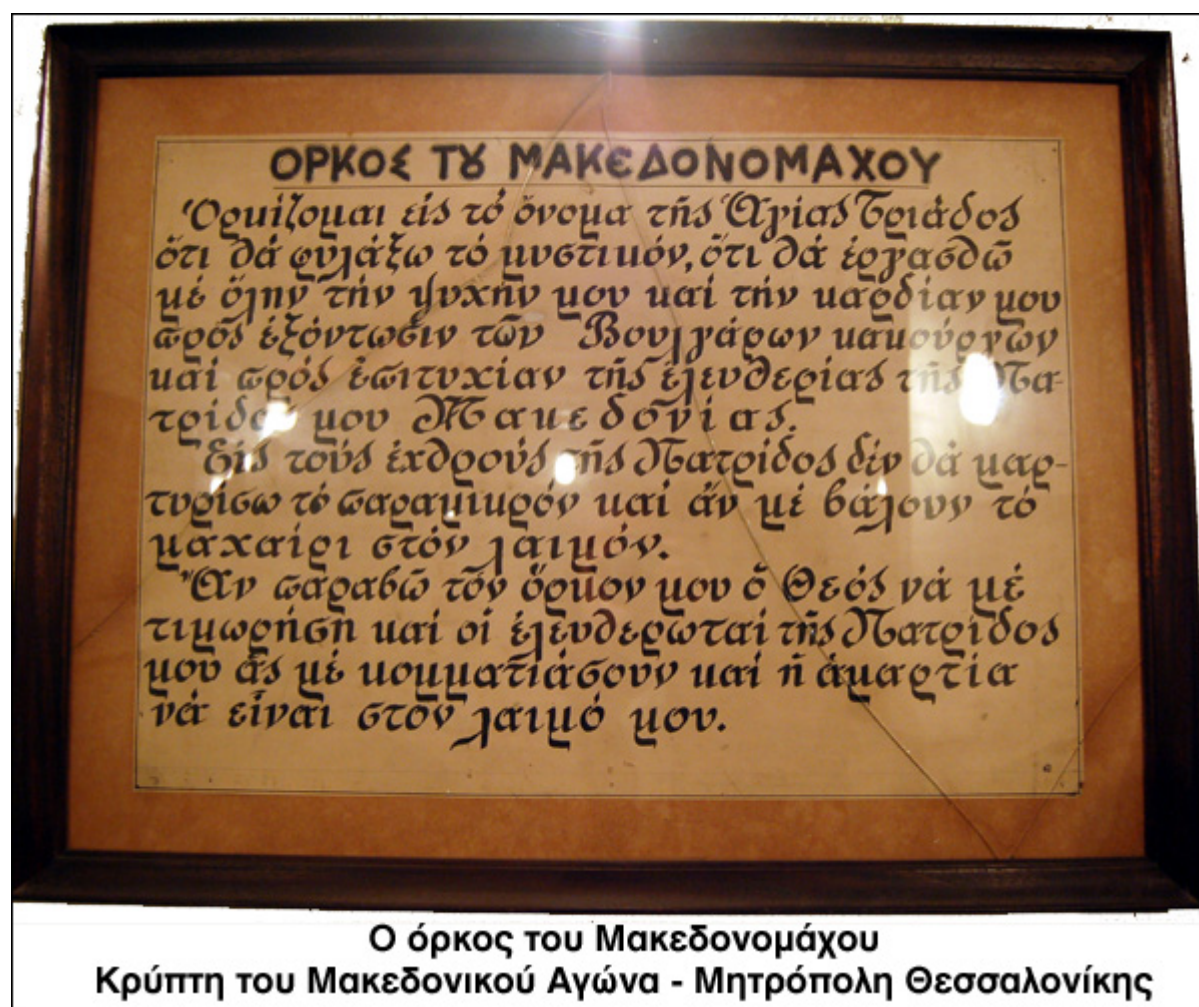 ΟΡΚΟΣ ΤȢ ΜΑΚΕΔΟΝΟΜΑΧΟΥ
Ὁρκίζομαι εἰς τό ὄνομα τῆς Ἁγίας Τριάδος
ὅτι θά φυλάξω τό μυστικόν, ὅτι θά ἐργασθῶ
μέ ὅλην τήν ψυχήν μου καί τήν καρδίαν μου
πρός ἐξόντωσιν τῶν Βουλγάρων κακούργων
καί πρός ἐπιτυχίαν τῆς ἐλευθερίας τῆς Πα-
τρίδος μου Μακεδονίας.
Εἰς τούς ἐχθρούς τῆς Πατρίδος δέν θά μαρ-
τυρίσω τό παραμικρόν καί ἄν μέ βάλουν τό
μαχαίρι στόν λαιμόν.
Ἄν παραβῶ τόν ὅρκον μου ὁ Θεός νά μέ
τιμωρήσῃ καί οἱ ἐλευθερωταί τῆς Πατρίδος
μου ἄς μέ κομματιάσουν καί ἡ ἁμαρτία
νά εἶναι στόν λαιμό μου.
Ο όρκος του Μακεδονομάχου
Κρύπτη του Μακεδονικού Αγώνα - Μητρόπολη Θεσσαλονίκης